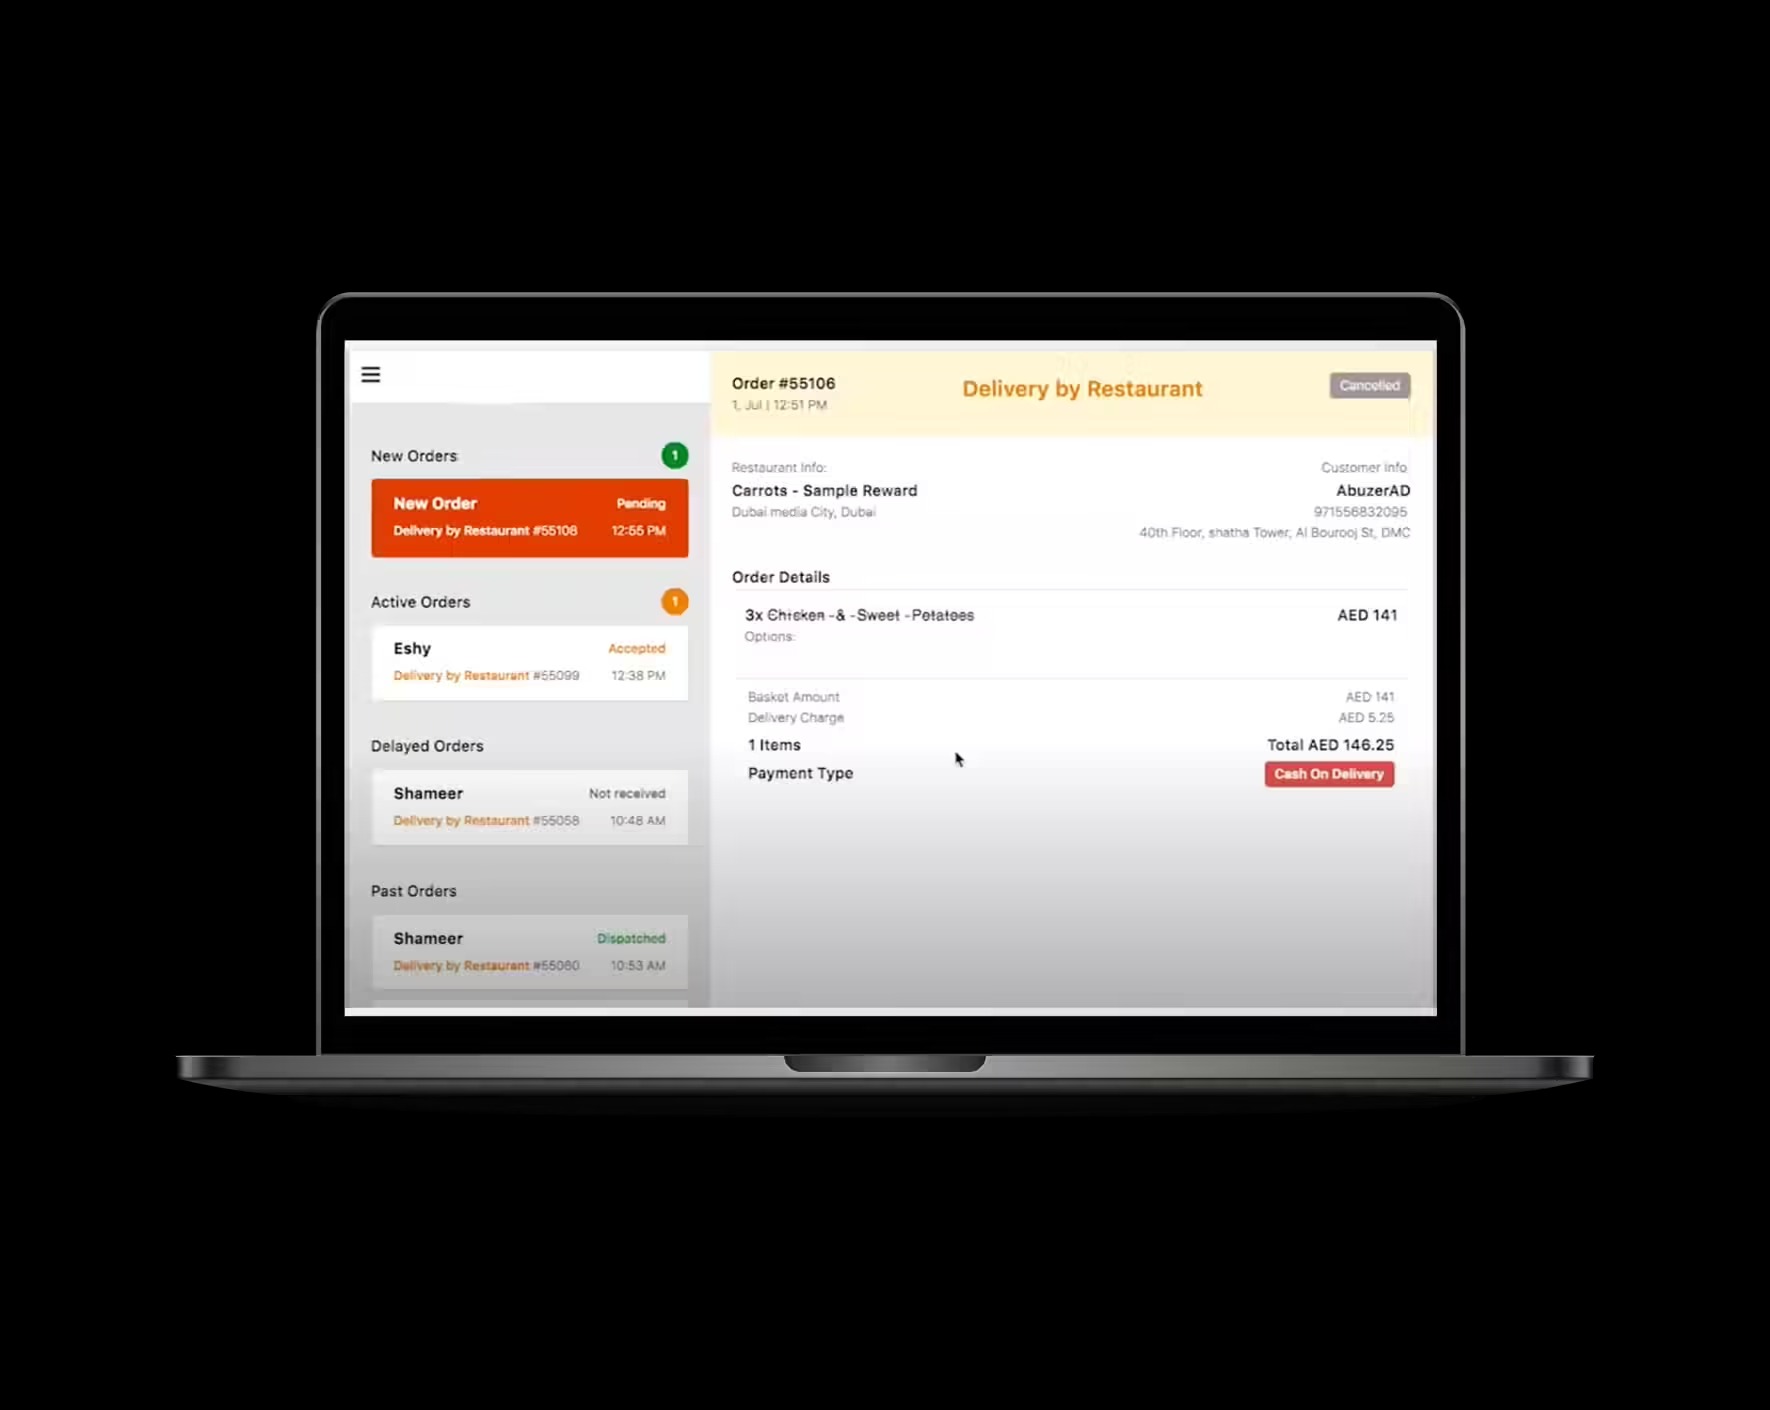 New Orders
1
New Order
Pending
Delivery by Restaurant #55108
12:55 PM
Active Orders
1
Eshy
Accepted
Delivery by Restaurant #55099
12:38 PM
Delayed Orders
Shameer
Not received
Delivery by Restaurant #55058
10:48 AM
Past Orders
Shameer
Dispatched
Delivery by Restaurant #55060
10:53 AM
Order #55106
1, Jul | 12:51 PM
Delivery by Restaurant
Cancelled
Restaurant Info:
Carrots - Sample Reward
Dubai media City, Dubai
Customer Info
AbuzerAD
971556832095
40th Floor, shatha Tower, Al Bourooj St, DMC
Order Details
3x Chicken -& -Sweet -Potatoes
AED 141
Options:
Basket Amount
AED 141
Delivery Charge
AED 5.25
1 Items
Total AED 146.25
Payment Type
Cash On Delivery